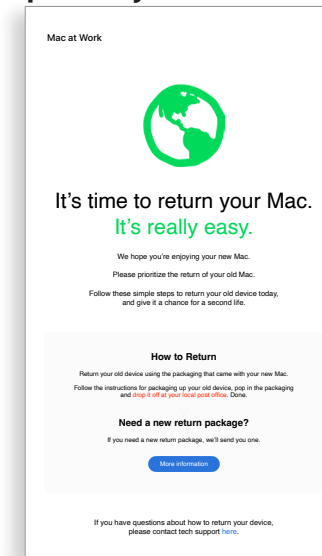 Mac at Work
It’s time to return your Mac.
It’s really easy.
We hope you’re enjoying your new Mac.
Please prioritize the return of your old Mac.
Follow these simple steps to return your old device today,
and give it a chance for a second life.
How to Return
Return your old device using the packaging that came with your new Mac.
Follow the instructions for packaging up your old device, pop in the packaging
and drop it off at your local post office. Done.
Need a new return package?
If you need a new return package, we’ll send you one.
More information
If you have questions about how to return your device,
please contact tech support here.